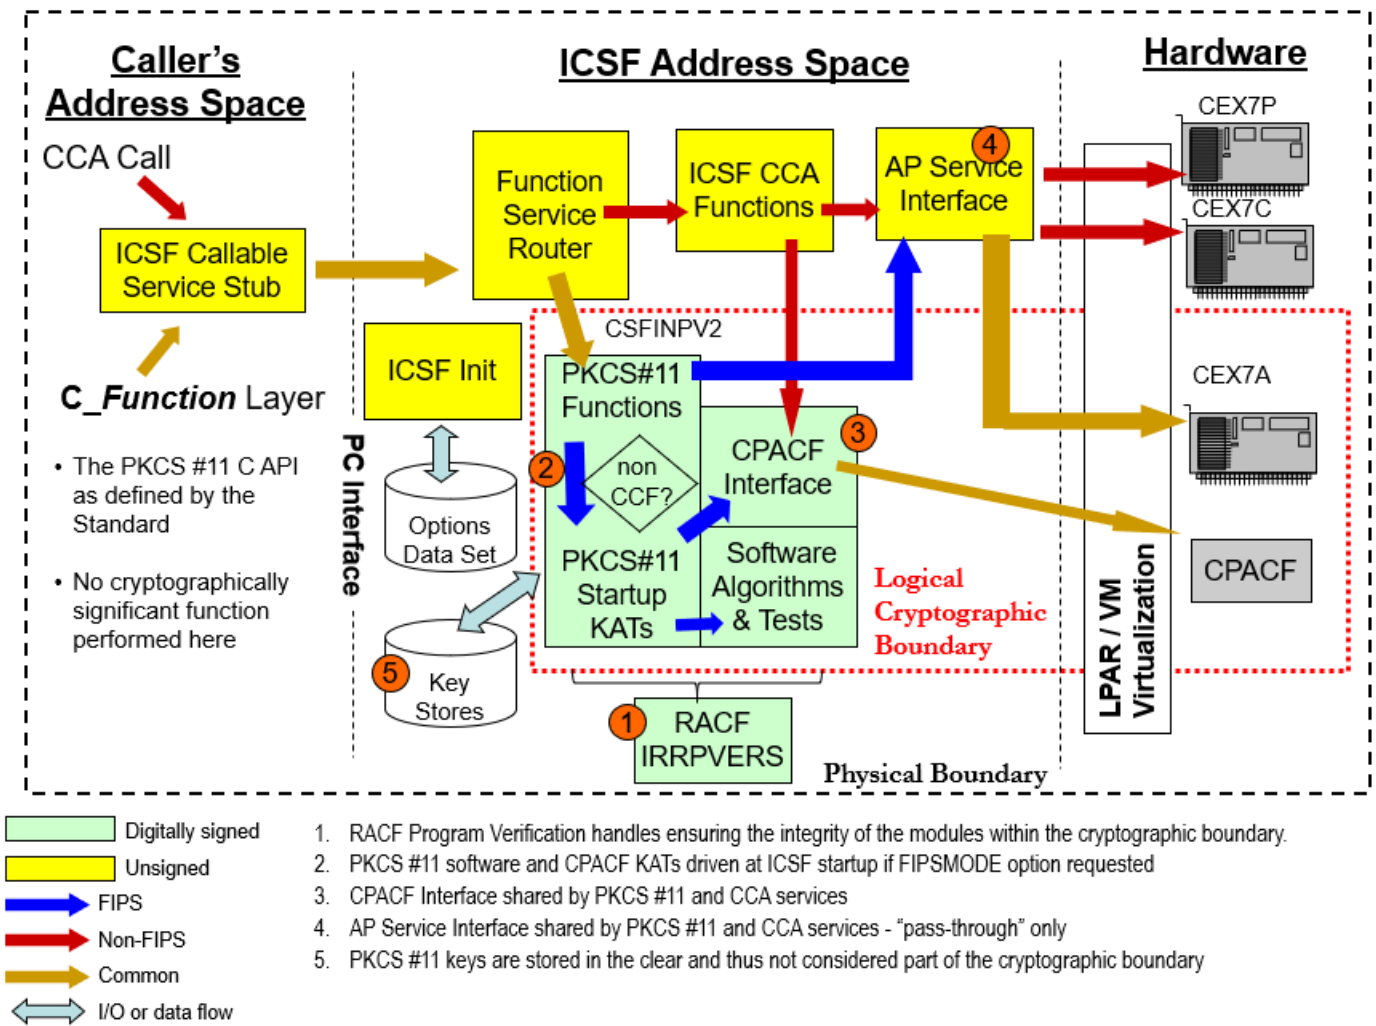 Caller's
Address Space
ICSF Address Space
Hardware
CCA Call
ICSF Callable
Service Stub
C_Function Layer
• The PKCS #11 C API
as defined by the
Standard
• No cryptographically
significant function
performed here
PC Interface
Function
Service
Router
ICSF CCA
Functions
4
AP Service
Interface
CEX7P
CEX7C
CEX7A
CPACF
LPAR / VM
Virtualization
ICSF Init
Options
Data Set
5
Key
Stores
CSFINPV2
PKCS#11
Functions
2
non
CCF?
PKCS#11
Startup
KATs
3
CPACF
Interface
Software
Algorithms
& Tests
Logical
Cryptographic
Boundary
1
RACF
IRRPVERS
Physical Boundary
Digitally signed
Unsigned
FIPS
Non-FIPS
Common
I/O or data flow
1. RACF Program Verification handles ensuring the integrity of the modules within the cryptographic boundary.
2. PKCS #11 software and CPACF KATs driven at ICSF startup if FIPSMODE option requested
3. CPACF Interface shared by PKCS #11 and CCA services
4. AP Service Interface shared by PKCS #11 and CCA services - “pass-through” only
5. PKCS #11 keys are stored in the clear and thus not considered part of the cryptographic boundary